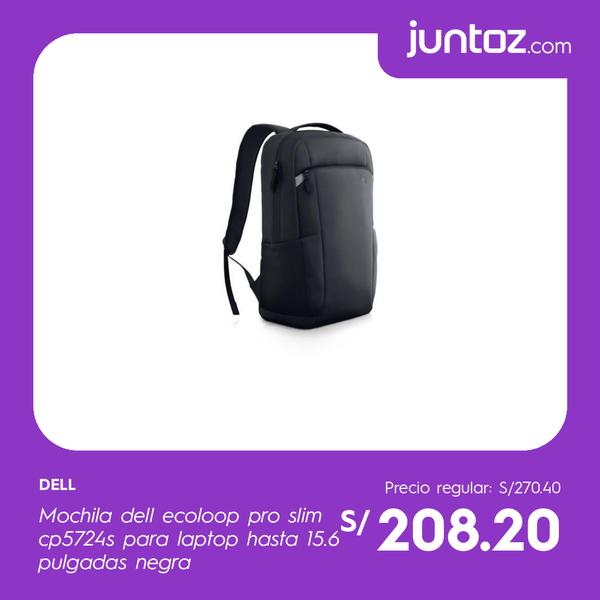 juntoz.com
DELL
Mochila dell ecoloop pro slim
cp5724s para laptop hasta 15.6
pulgadas negra
Precio regular: S/270.40
S/ 208.20